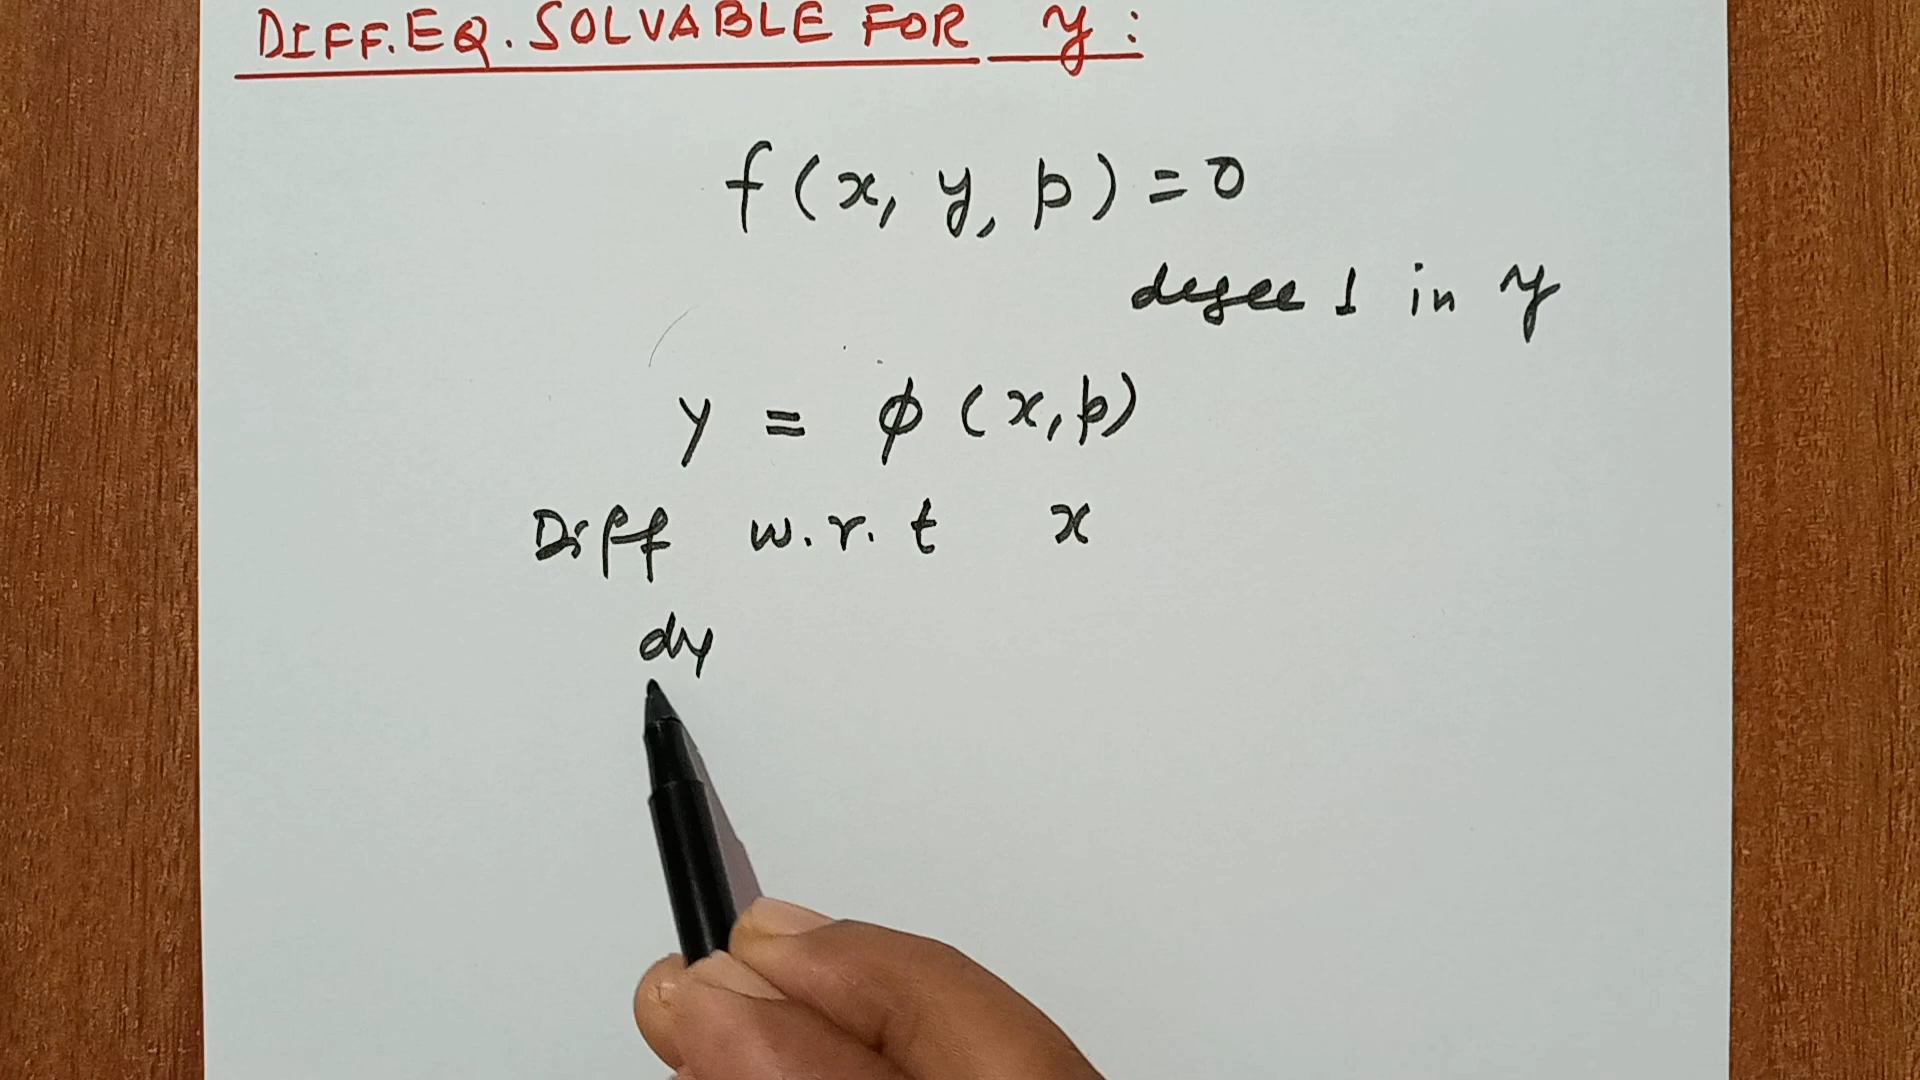 DIFF.EQ. SOLVABLE FOR y:
f(x, y, p) = 0
degee 1 in y
y = ϕ (x, p)
Diff w.r.t x
dy